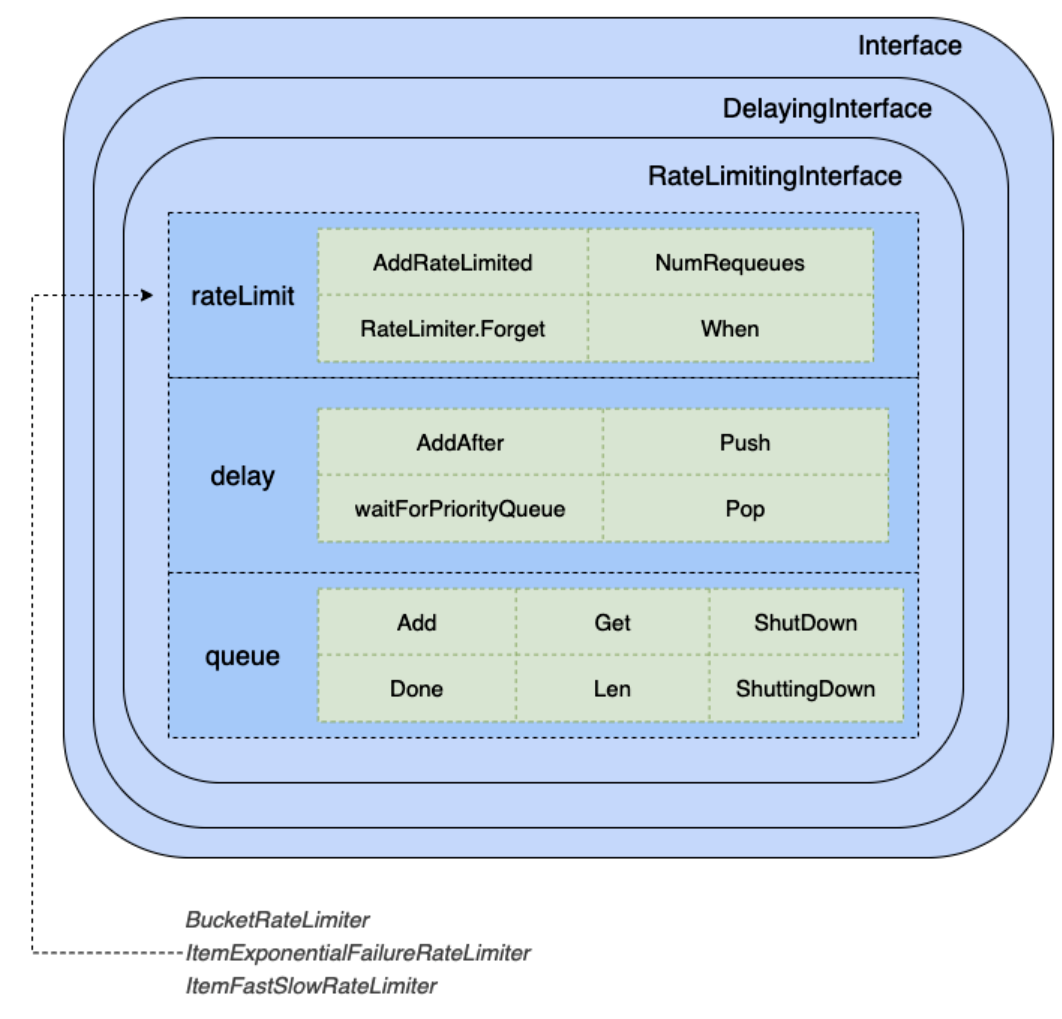 Interface
DelayingInterface
RateLimitingInterface
rateLimit
AddRateLimited
NumRequeues
RateLimiter.Forget
When
delay
AddAfter
Push
waitForPriorityQueue
Pop
queue
Add
Get
ShutDown
Done
Len
ShuttingDown
BucketRateLimiter
ItemExponentialFailureRateLimiter
ItemFastSlowRateLimiter